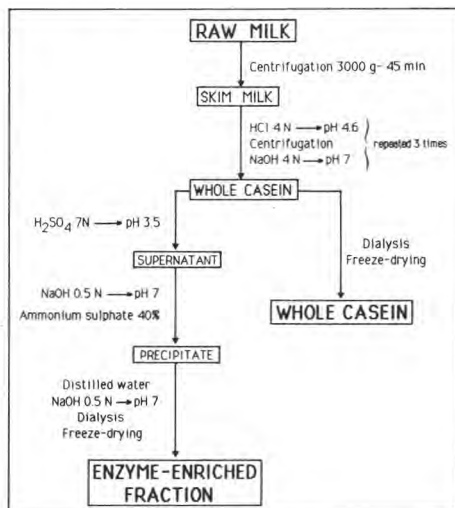 RAW MILK
Centrifugation 3000 g- 45 min
SKIM MILK
HCl 4 N ⟶ pH 4.6
Centrifugation
NaOH 4N ⟶ pH 7
repeated 3 times
WHOLE CASEIN
H₂SO₄ 7N ⟶ pH 3.5
SUPERNATANT
NaOH 0.5 N ⟶ pH 7
Ammonium sulphate 40%
PRECIPITATE
Distilled water
NaOH 0.5 N ⟶ pH 7
Dialysis
Freeze-drying
ENZYME-ENRICHED
FRACTION
Dialysis
Freeze-drying
WHOLE CASEIN